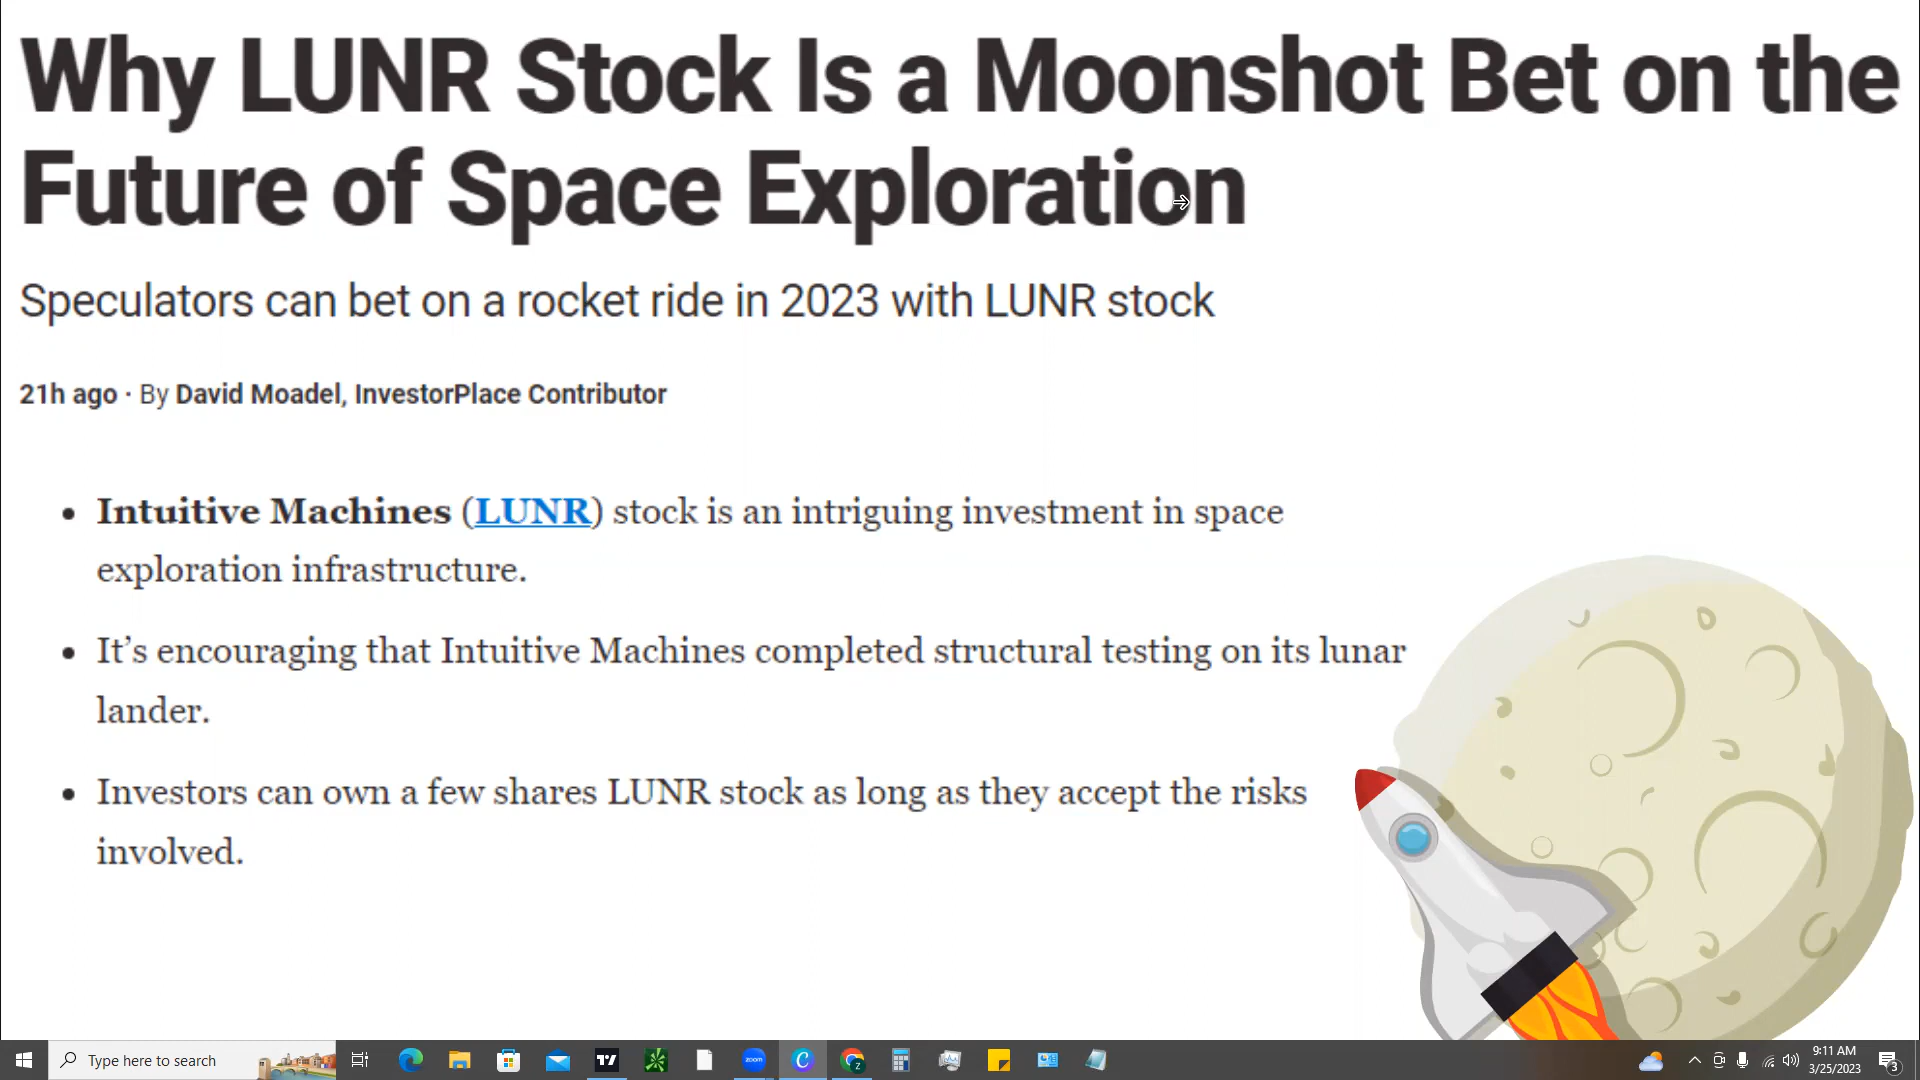 Why LUNR Stock Is a Moonshot Bet on the
Future of Space Exploration
Speculators can bet on a rocket ride in 2023 with LUNR stock
21h ago · By David Moadel, InvestorPlace Contributor
• Intuitive Machines (LUNR) stock is an intriguing investment in space
exploration infrastructure.
• It’s encouraging that Intuitive Machines completed structural testing on its lunar
lander.
• Investors can own a few shares LUNR stock as long as they accept the risks
involved.
Type here to search
zoom
9:11 AM
3/25/2023
3